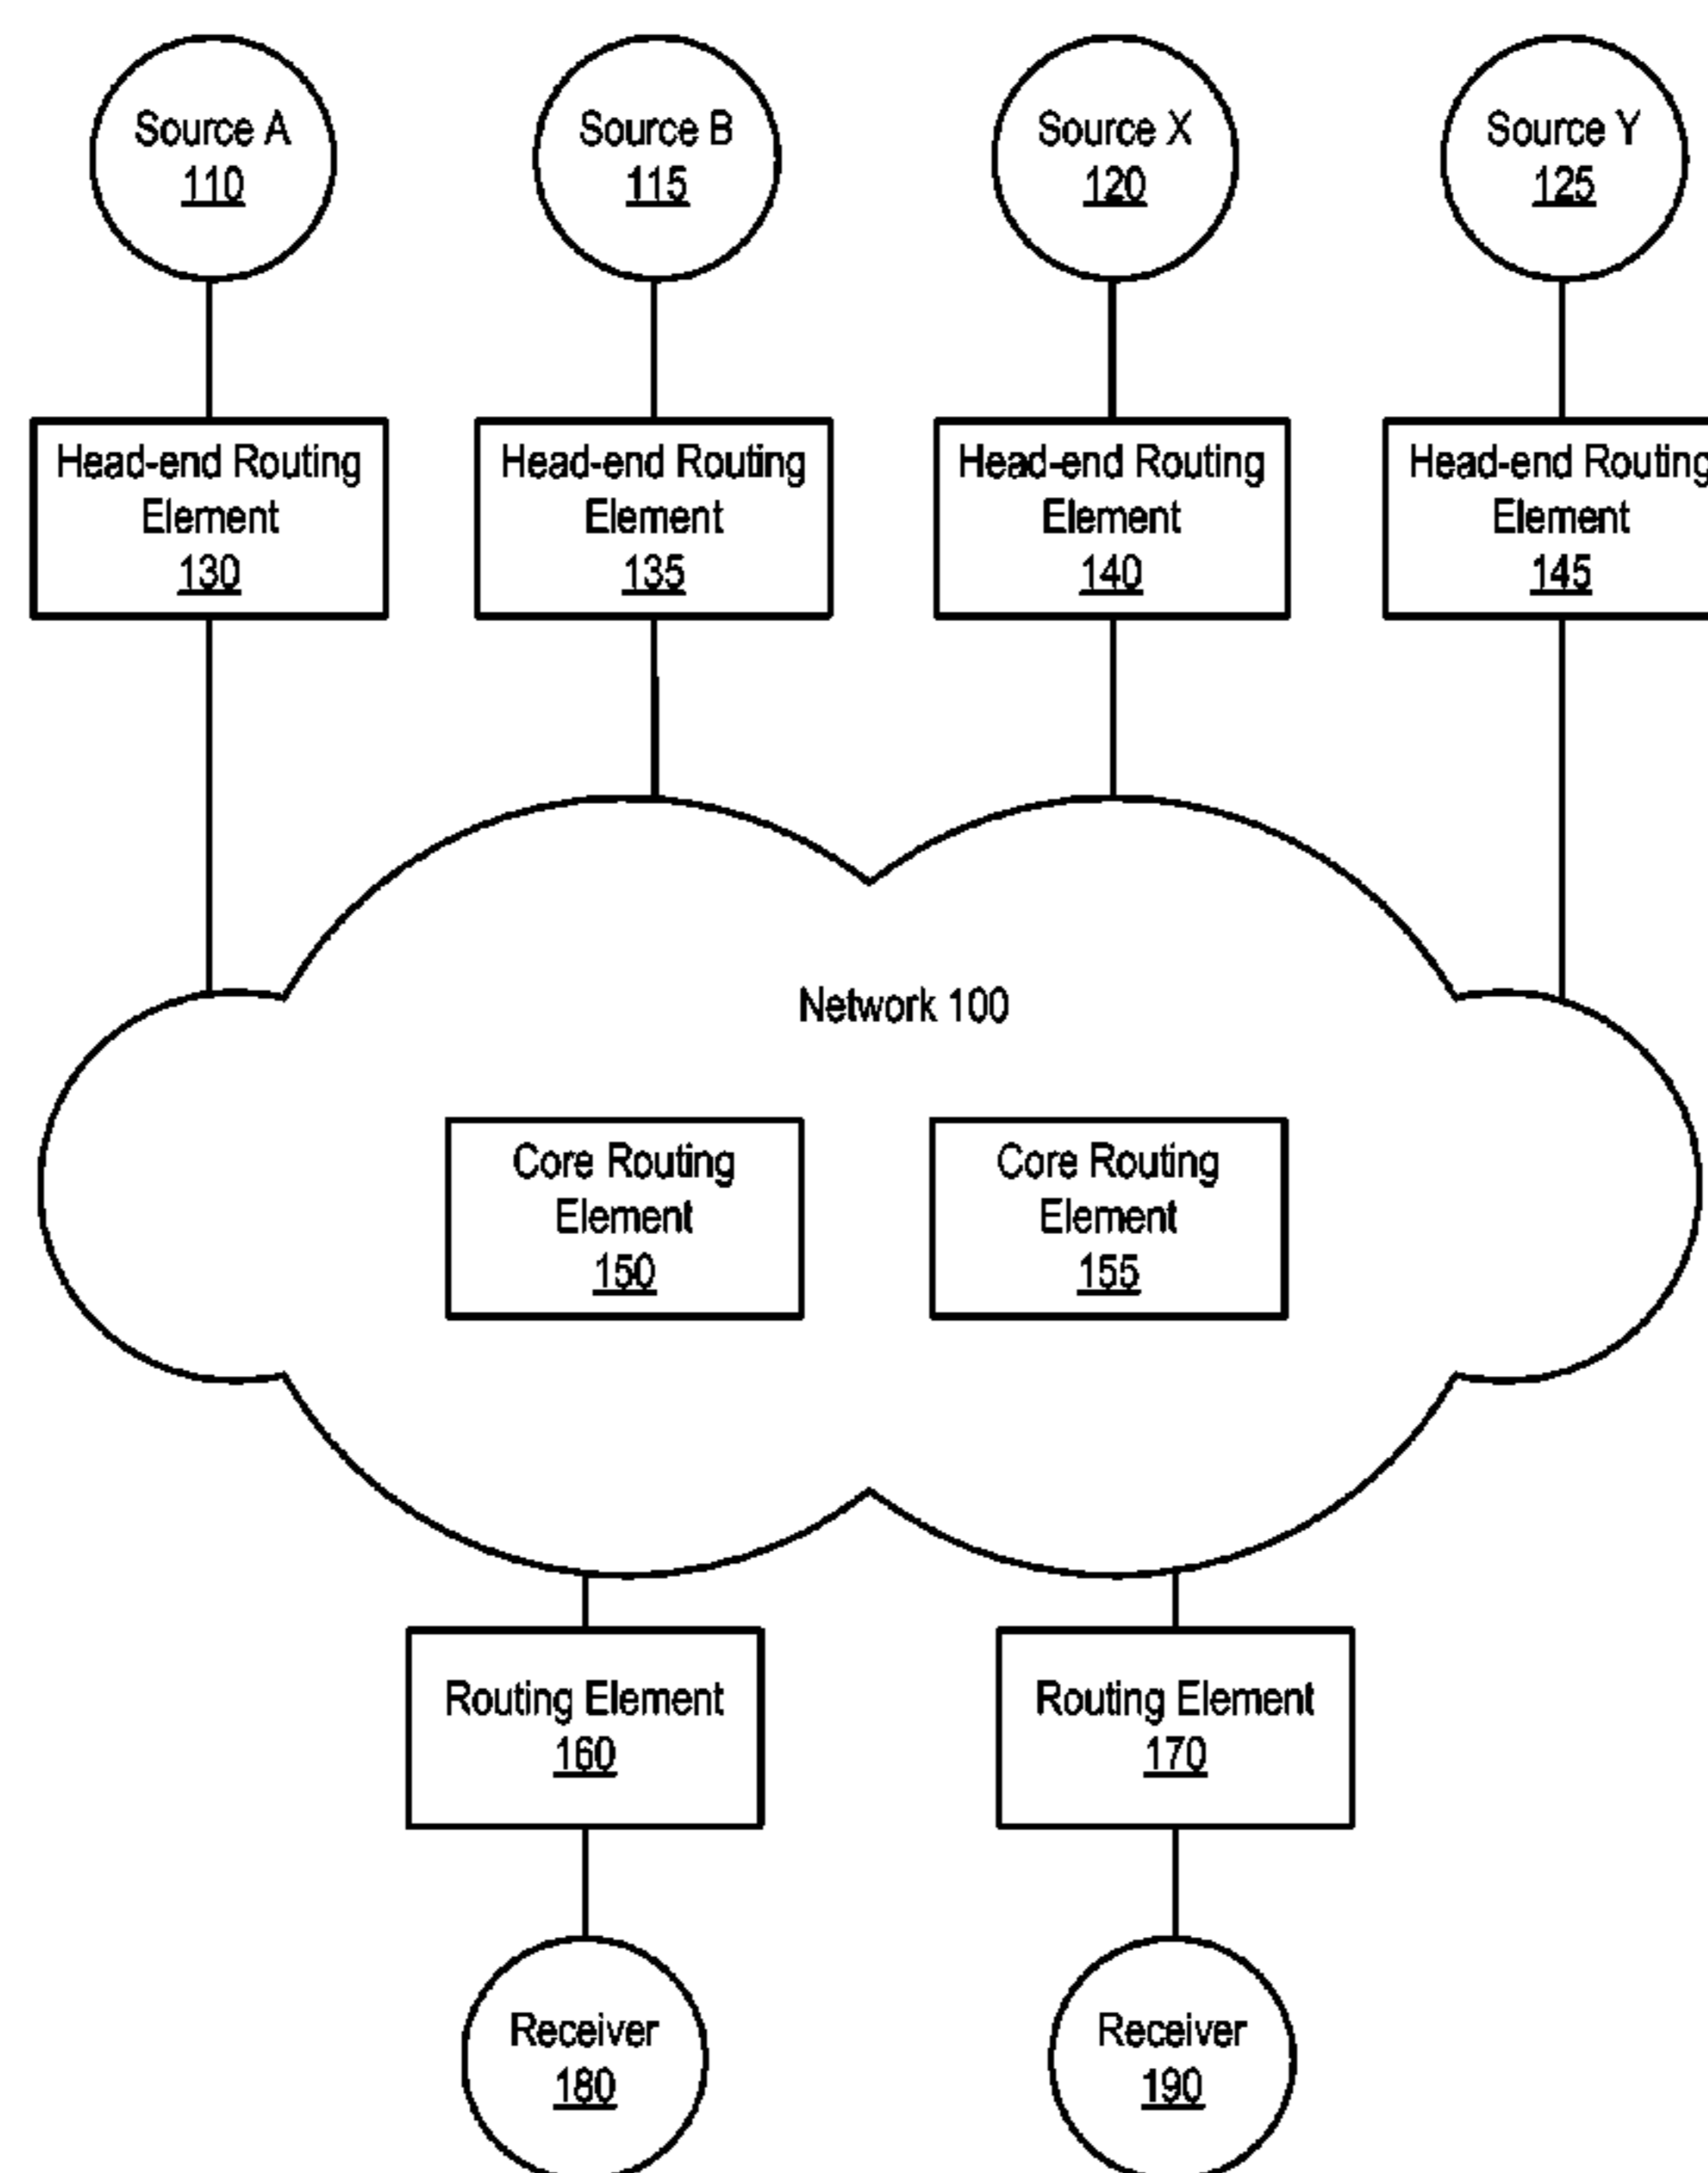 Source A
110
Source B
115
Source X
120
Source Y
125
Head-end Routing
Element
130
Head-end Routing
Element
135
Head-end Routing
Element
140
Head-end Routing
Element
145
Network 100
Core Routing
Element
150
Core Routing
Element
155
Routing Element
160
Routing Element
170
Receiver
180
Receiver
190